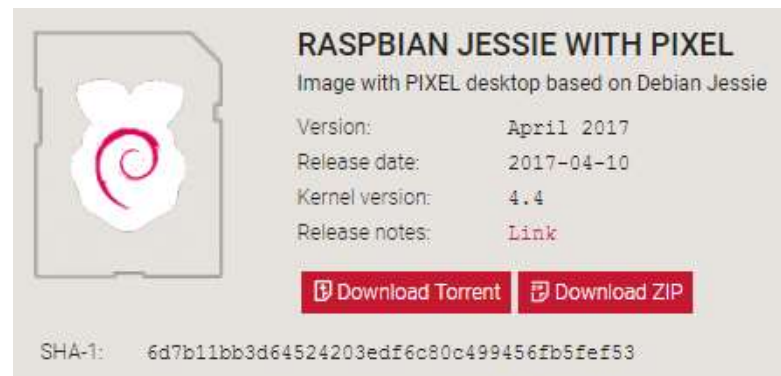 RASPBIAN JESSIE WITH PIXEL
Image with PIXEL desktop based on Debian Jessie
Version: April 2017
Release date: 2017-04-10
Kernel version: 4.4
Release notes: Link
Download Torrent Download ZIP
SHA-1: 6d7b11bb3d64524203edf6c80c499456fb5fef53